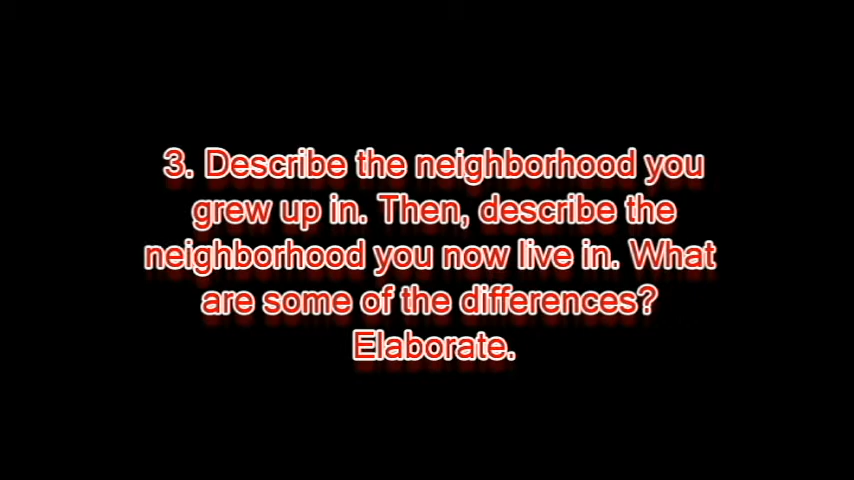 3. Describe the neighborhood you
grew up in. Then, describe the
neighborhood you now live in. What
are some of the differences?
Elaborate.